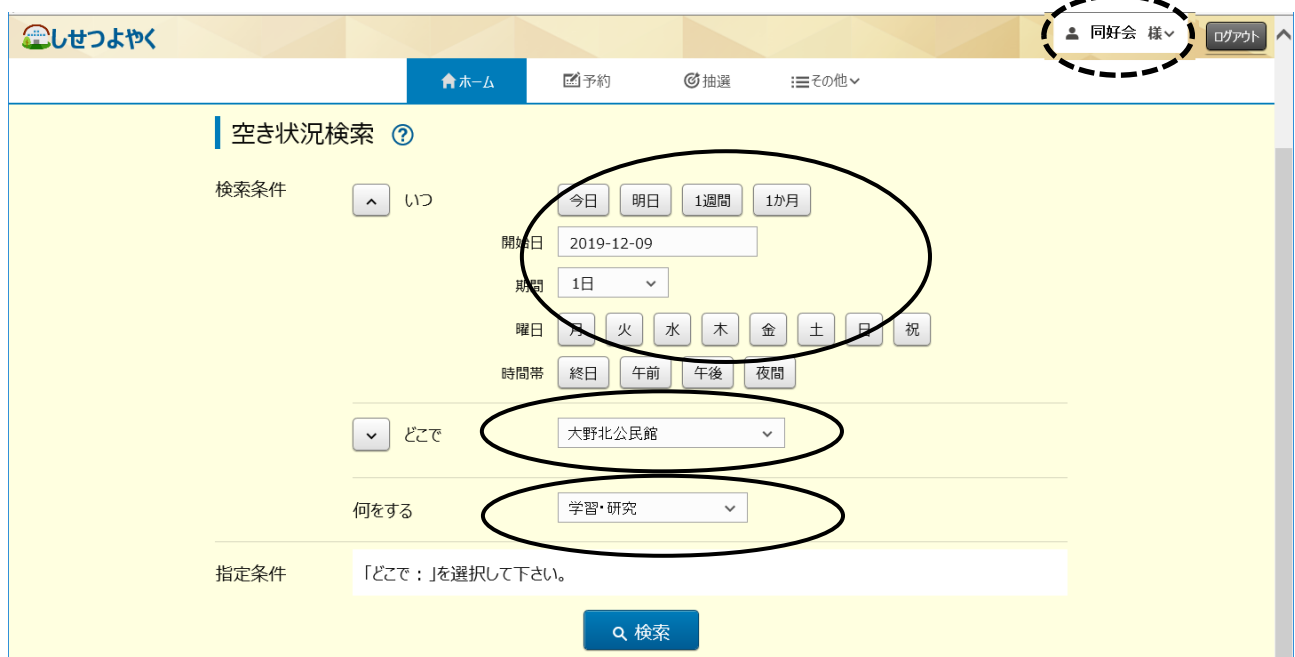 しせつよやく
同好会 様
ログアウト
ホーム 予約 抽選 その他
空き状況検索 ?
検索条件 いつ 今日 明日 1週間 1か月
開始日 2019-12-09
期間 1日
曜日 月 火 水 木 金 土 日 祝
時間帯 終日 午前 午後 夜間
どこで 大野北公民館
何をする 学習・研究
指定条件 「どこで : 」を選択して下さい。
検索